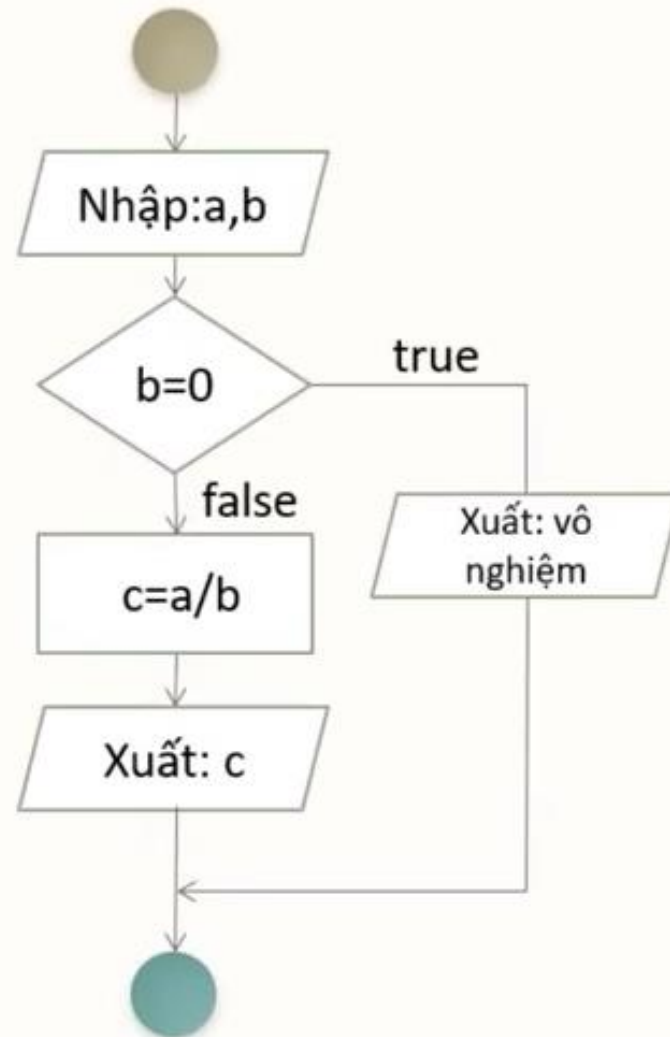 Nhập:a,b
b=0
true
false
Xuất: vô
nghiệm
c=a/b
Xuất: c